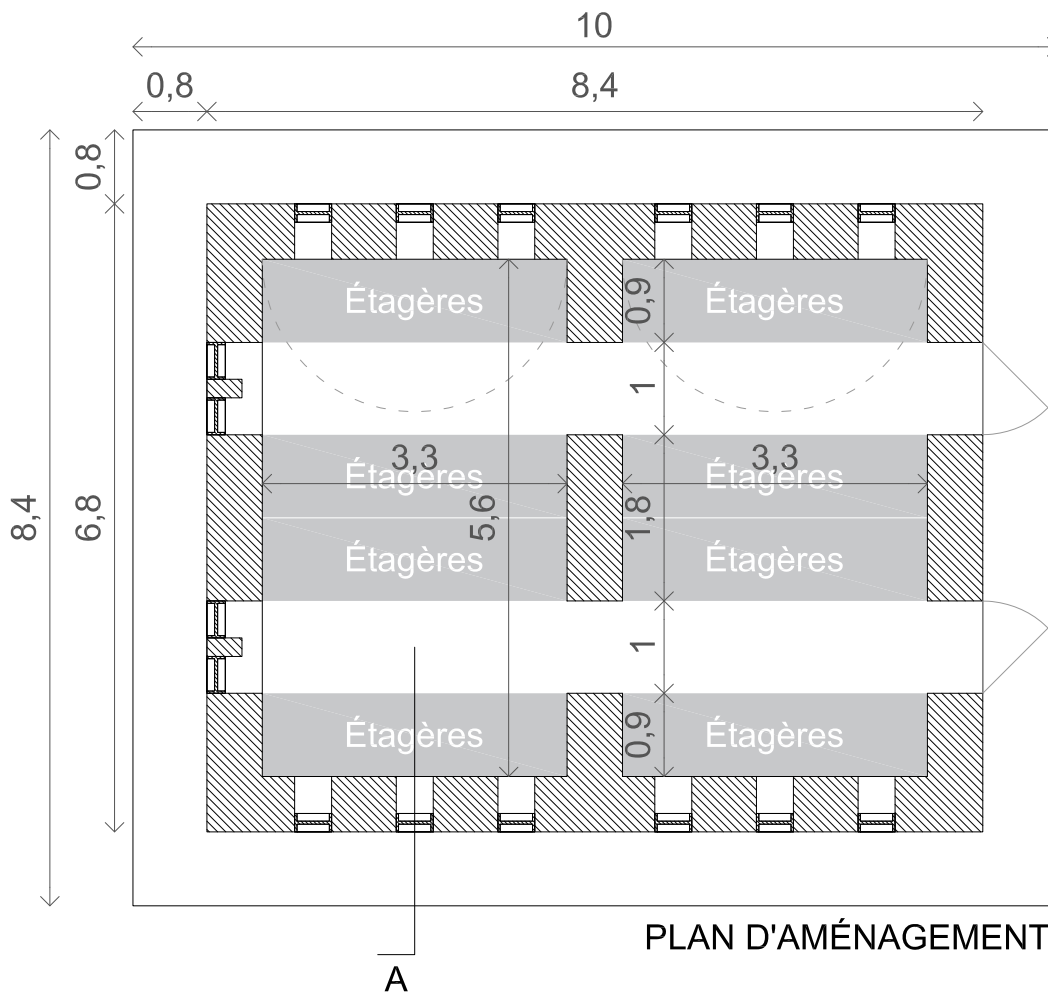 10
0,8
8,4
0,8
Étagères
Étagères
0,9
1
3,3
3,3
Étagères
Étagères
8,4
6,8
5,6
1,8
Étagères
Étagères
1
0,9
Étagères
Étagères
PLAN D'AMÉNAGEMENT
A